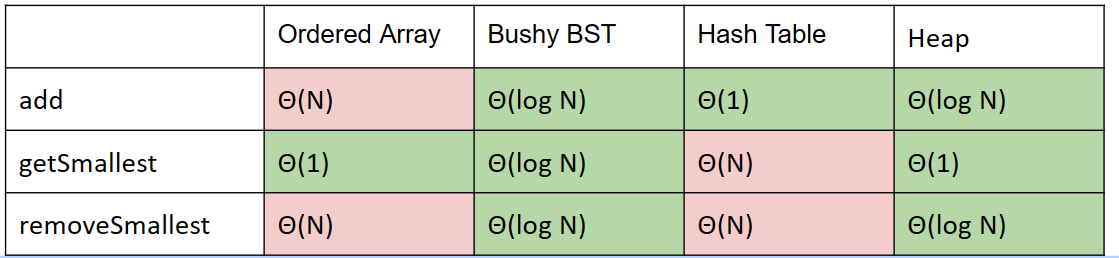 Ordered Array Bushy BST Hash Table Heap
add Θ(N) Θ(log N) Θ(1) Θ(log N)
getSmallest Θ(1) Θ(log N) Θ(N) Θ(1)
removeSmallest Θ(N) Θ(log N) Θ(N) Θ(log N)